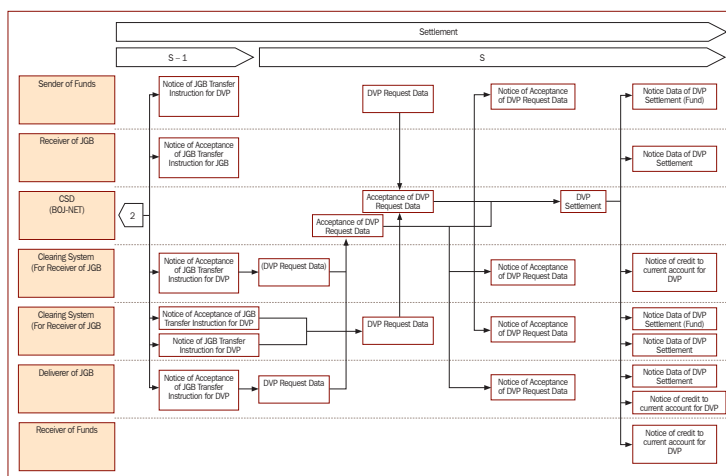 Settlement
S – 1
S
Sender of Funds
Notice of JGB Transfer
Instruction for DVP
DVP Request Data
Notice of Acceptance
of DVP Request Data
Notice Data of DVP
Settlement (Fund)
Receiver of JGB
Notice of Acceptance
of JGB Transfer
Instruction for JGB
Notice Data of DVP
Settlement
CSD
(BOJ-NET)
2
Acceptance of DVP
Request Data
Acceptance of DVP
Request Data
DVP
Settlement
Clearing System
(For Receiver of JGB
Notice of Acceptance
of JGB Transfer
Instruction for DVP
(DVP Request Data)
Notice of Acceptance
of DVP Request Data
Notice of credit to
current account for
DVP
Clearing System
(For Receiver of JGB
Notice of Acceptance of JGB
Transfer Instruction for DVP
Notice of JGB Transfer
Instruction for DVP
DVP Request Data
Notice of Acceptance
of DVP Request Data
Notice Data of DVP
Settlement (Fund)
Notice Data of DVP
Settlement
Deliverer of JGB
Notice of Acceptance
of JGB Transfer
Instruction for DVP
DVP Request Data
Notice of Acceptance
of DVP Request Data
Notice Data of DVP
Settlement
Notice of credit to
current account for DVP
Receiver of Funds
Notice of credit to
current account for
DVP